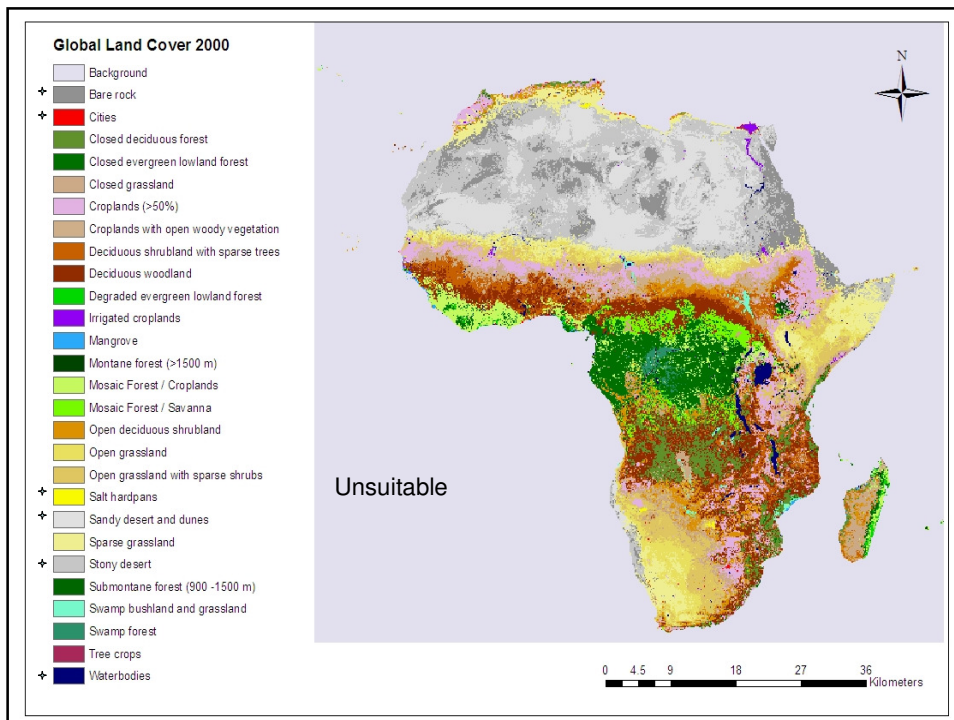 Global Land Cover 2000
Background
Bare rock
Cities
Closed deciduous forest
Closed evergreen lowland forest
Closed grassland
Croplands (>50%)
Croplands with open woody vegetation
Deciduous shrubland with sparse trees
Deciduous woodland
Degraded evergreen lowland forest
Irrigated croplands
Mangrove
Montane forest (>1500 m)
Mosaic Forest / Croplands
Mosaic Forest / Savanna
Open deciduous shrubland
Open grassland
Open grassland with sparse shrubs
Salt hardpans
Sandy desert and dunes
Sparse grassland
Stony desert
Submontane forest (900 -1500 m)
Swamp bushland and grassland
Swamp forest
Tree crops
Waterbodies
N
Unsuitable
0 4.5 9 18 27 36
Kilometers